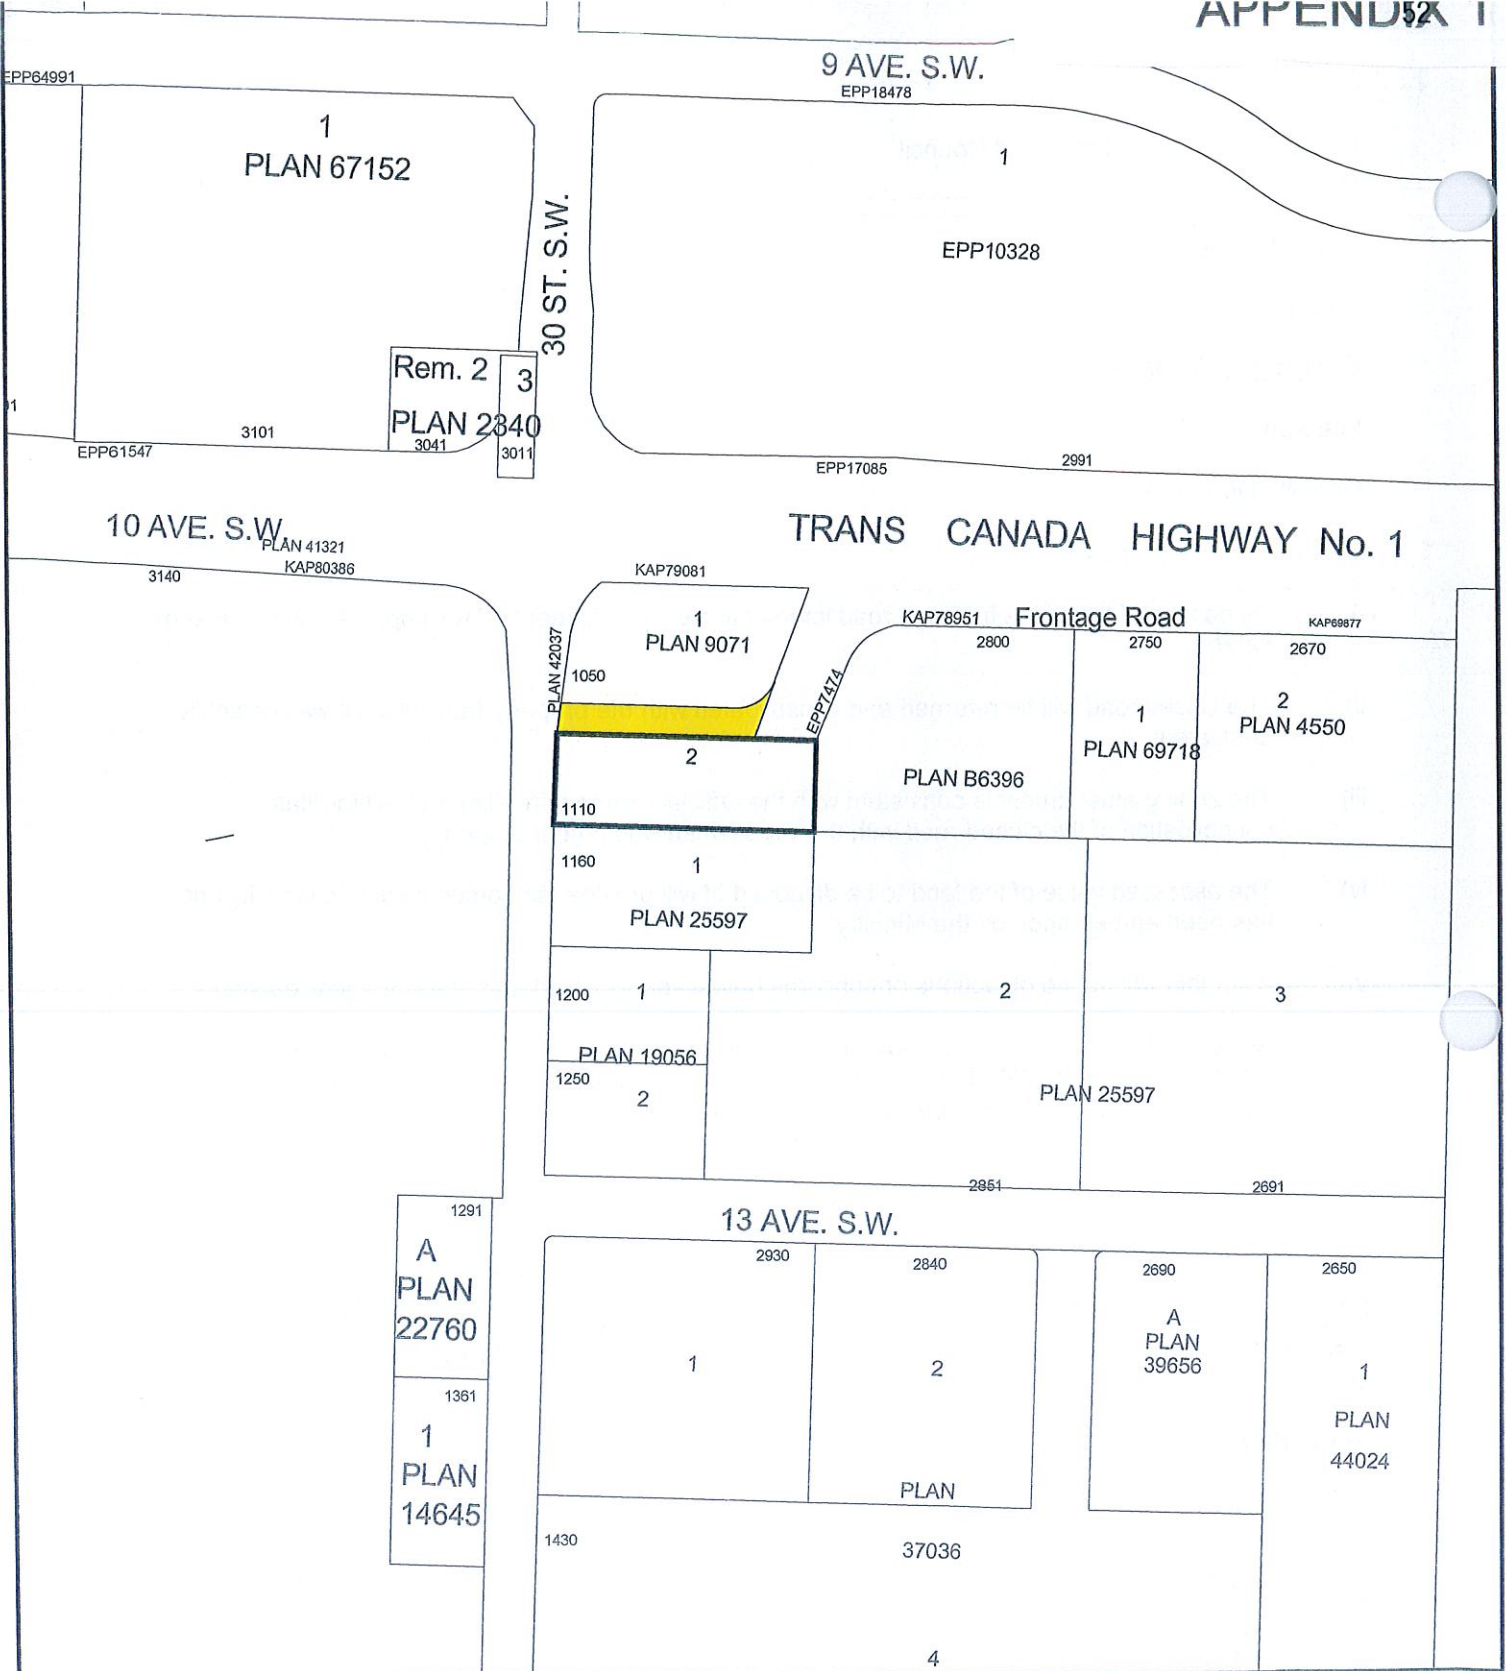 APPENDIX 1
52
9 AVE. S.W.
EPP64991
EPP18478
1
PLAN 67152
1
30 ST. S.W.
EPP10328
Rem. 2
3
PLAN 2340
3101
3041
3011
EPP61547
EPP17085
2991
10 AVE. S.W.
PLAN 41321
TRANS CANADA HIGHWAY No. 1
3140
KAP80386
KAP79081
1
PLAN 9071
1050
PLAN 42037
KAP78951
Frontage Road
KAP69877
2800
2750
2670
EPP7474
2
PLAN 4550
1
PLAN 69718
PLAN B6396
2
1110
1160
1
PLAN 25597
1200
1
2
3
PLAN 19056
1250
2
PLAN 25597
2851
2691
1291
13 AVE. S.W.
A
PLAN
22760
2930
2840
2690
2650
A
PLAN
39656
1
2
1
PLAN
44024
1361
1
PLAN
14645
PLAN
1430
37036
4